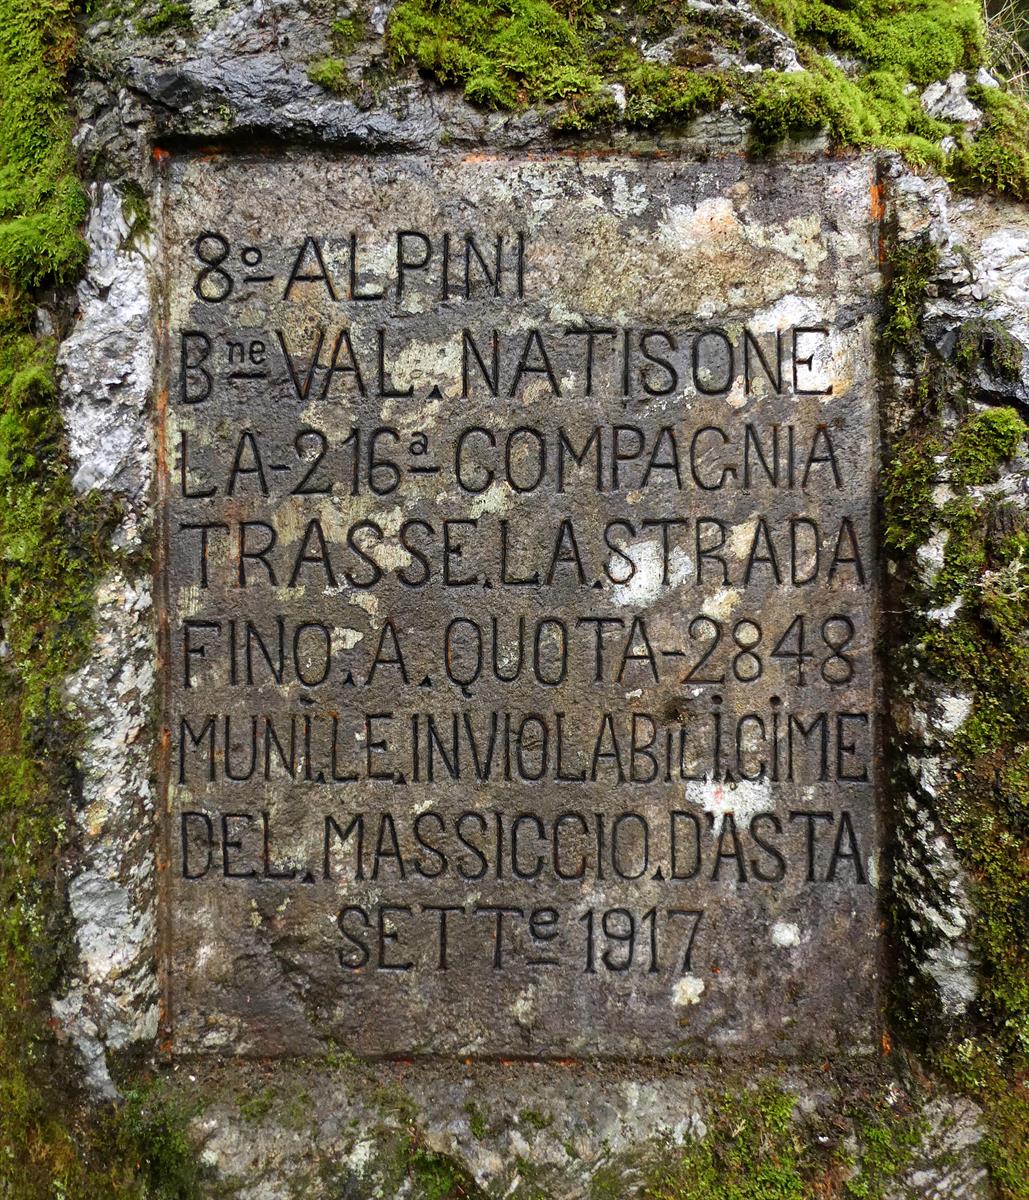 8º ALPINI
Bne VAL. NATISONE
LA-216a COMPAGNIA
TRASSE.LA.STRADA
FINO.A.QUOTA-2848
MUNÌ.LE.INVIOLABILI.CIME
DEL.MASSICCIO.D'ASTA
SETTe 1917